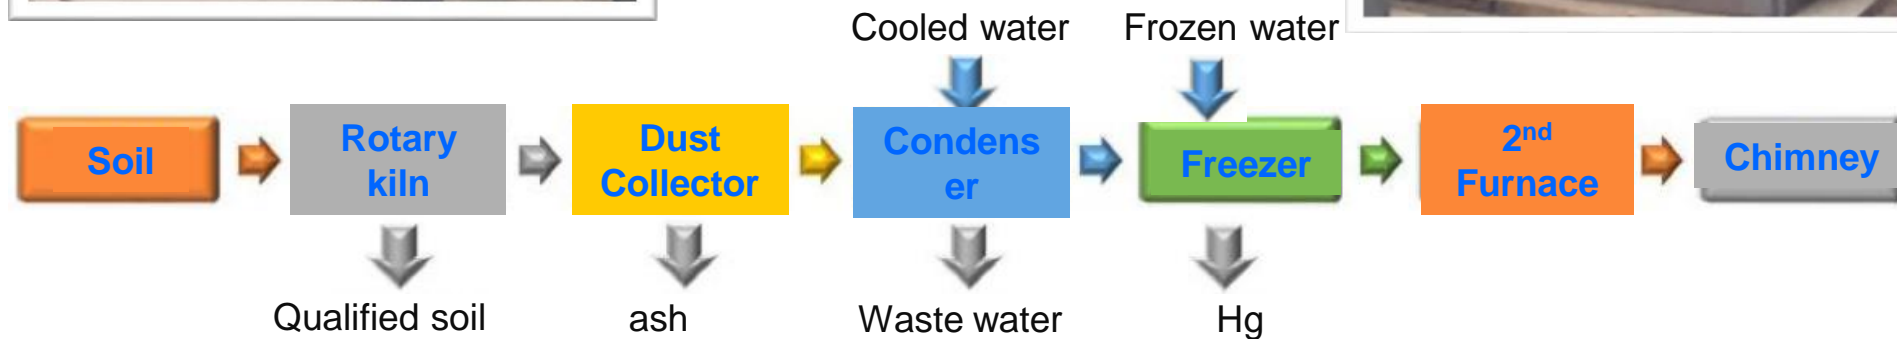 Cooled water
Frozen water
Soil
Rotary
kiln
Dust
Collector
Condens
er
Freezer
2nd
Furnace
Chimney
Qualified soil
ash
Waste water
Hg